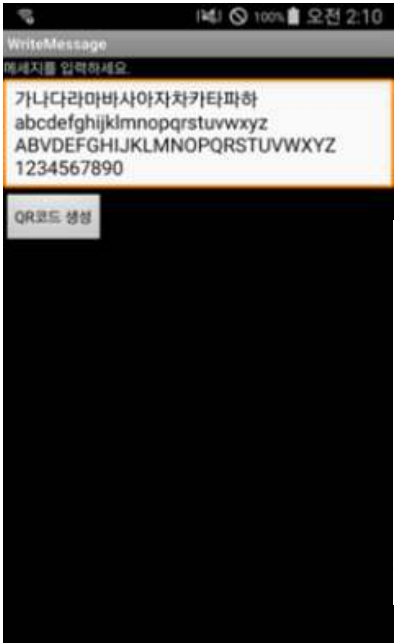 100% 오전 2:10
WriteMessage
메세지를 입력하세요.
가나다라마바사아자차카타파하
abcdefghijklmnopqrstuvwxyz
ABVDEFGHIJKLMNOPQRSTUVWXYZ
1234567890
QR코드 생성